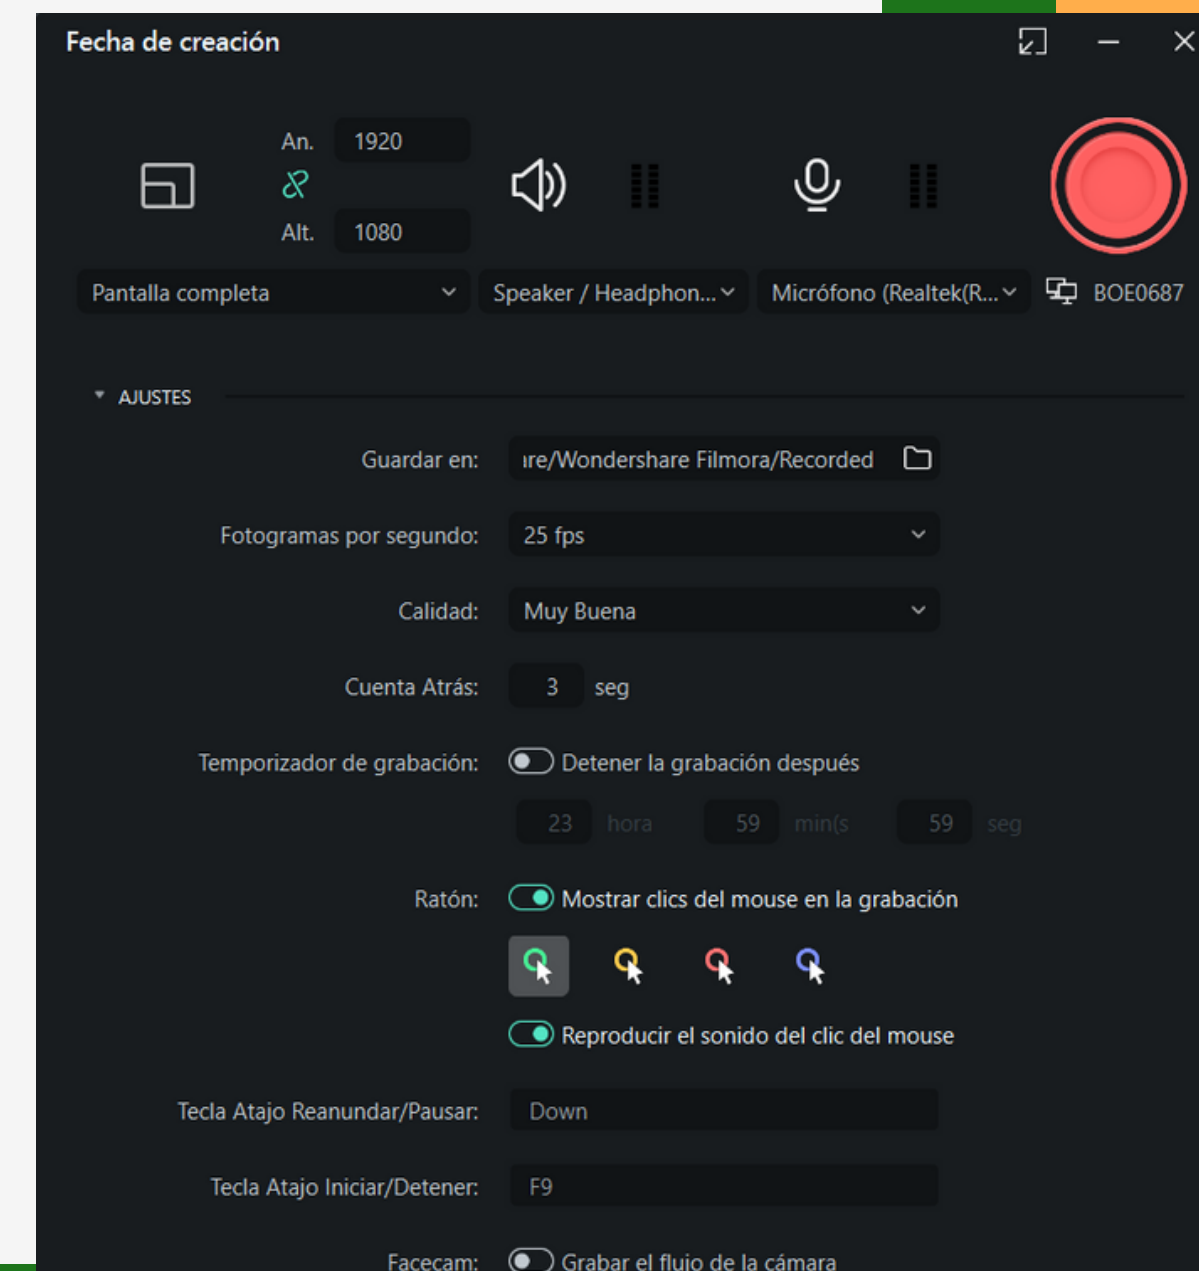 Fecha de creación
An. 1920
Alt. 1080
Pantalla completa Speaker / Headphon... Micrófono (Realtek(R... BOE0687
AJUSTES
Guardar en: are/Wondershare Filmora/Recorded
Fotogramas por segundo: 25 fps
Calidad: Muy Buena
Cuenta Atrás: 3 seg
Temporizador de grabación: Detener la grabación después
23 hora 59 min(s 59 seg
Ratón: Mostrar clics del mouse en la grabación
Reproducir el sonido del clic del mouse
Tecla Atajo Reanundar/Pausar: Down
Tecla Atajo Iniciar/Detener: F9
Facecam: Grabar el flujo de la cámara